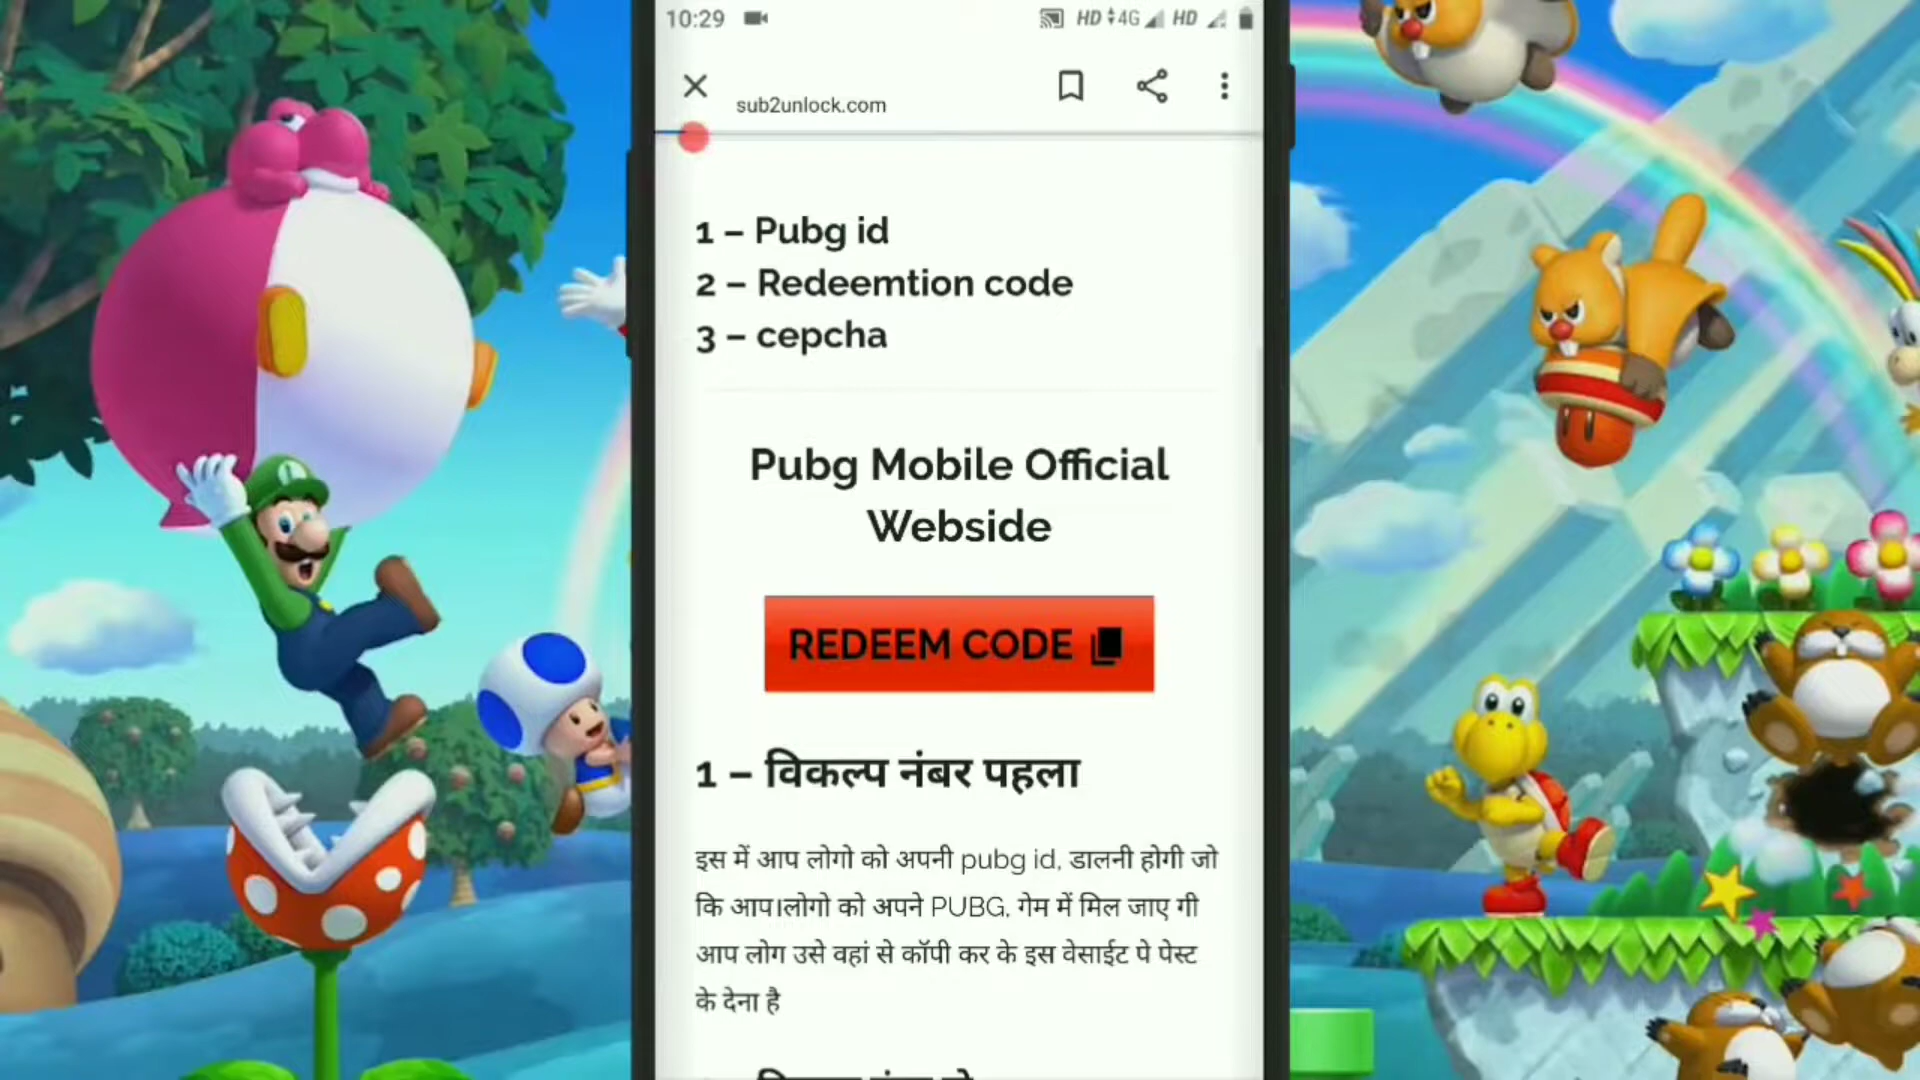 10:29 HD 4G HD
sub2unlock.com
1 – Pubg id
2 – Redeemtion code
3 – cepcha
Pubg Mobile Official
Webside
REDEEM CODE
1 – विकल्प नंबर पहला
इस में आप लोगो को अपनी pubg id, डालनी होगी जो
कि आप।लोगो को अपने PUBG, गेम में मिल जाए गी
आप लोग उसे वहां से कॉपी कर के इस वेसाईट पे पेस्ट
के देना है